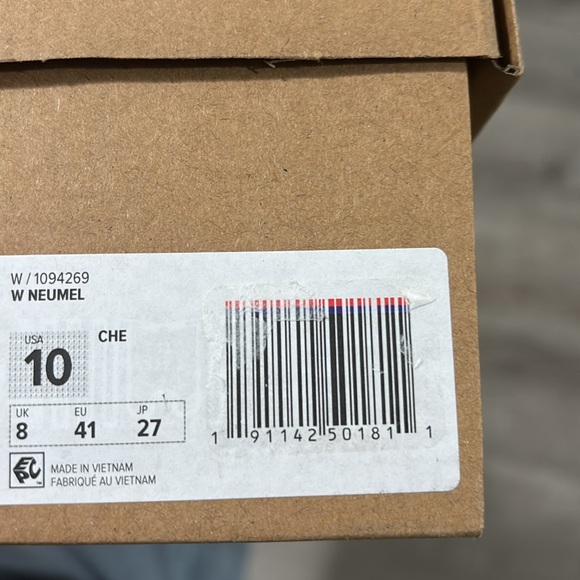 W / 1094269
W NEUMEL
USA
10
CHE
UK EU JP
8 41 27
MADE IN VIETNAM
FABRIQUÉ AU VIETNAM
1 91142 50181 1